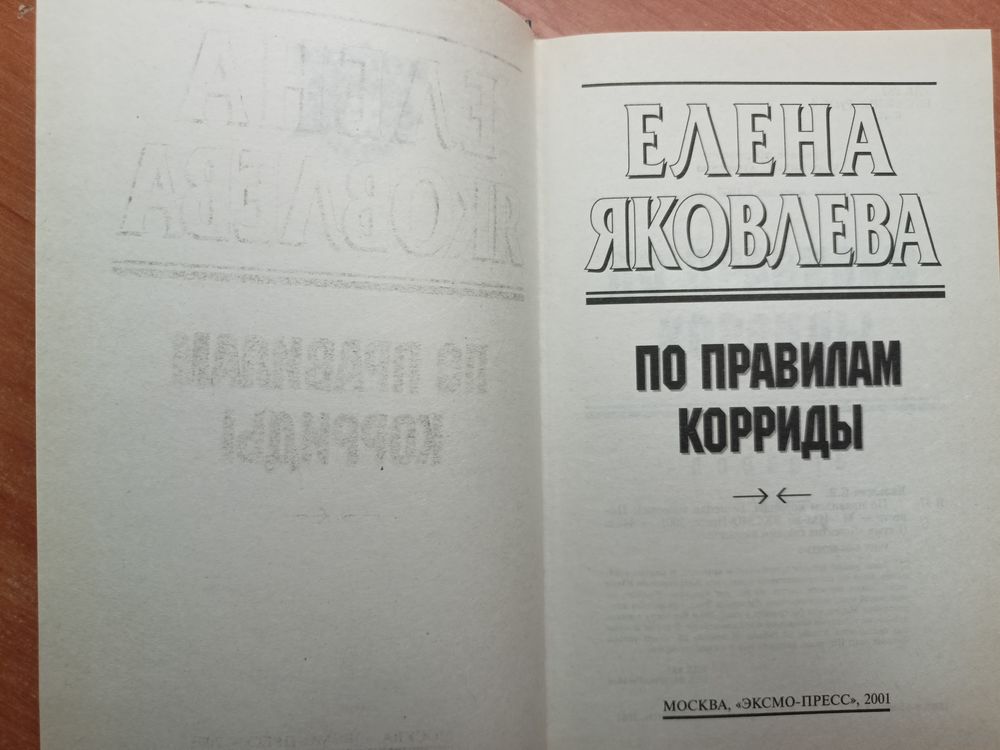 ЕЛЕНА
ЯКОВЛЕВА
ПО ПРАВИЛАМ
КОРРИДЫ
МОСКВА, «ЭКСМО-ПРЕСС», 2001